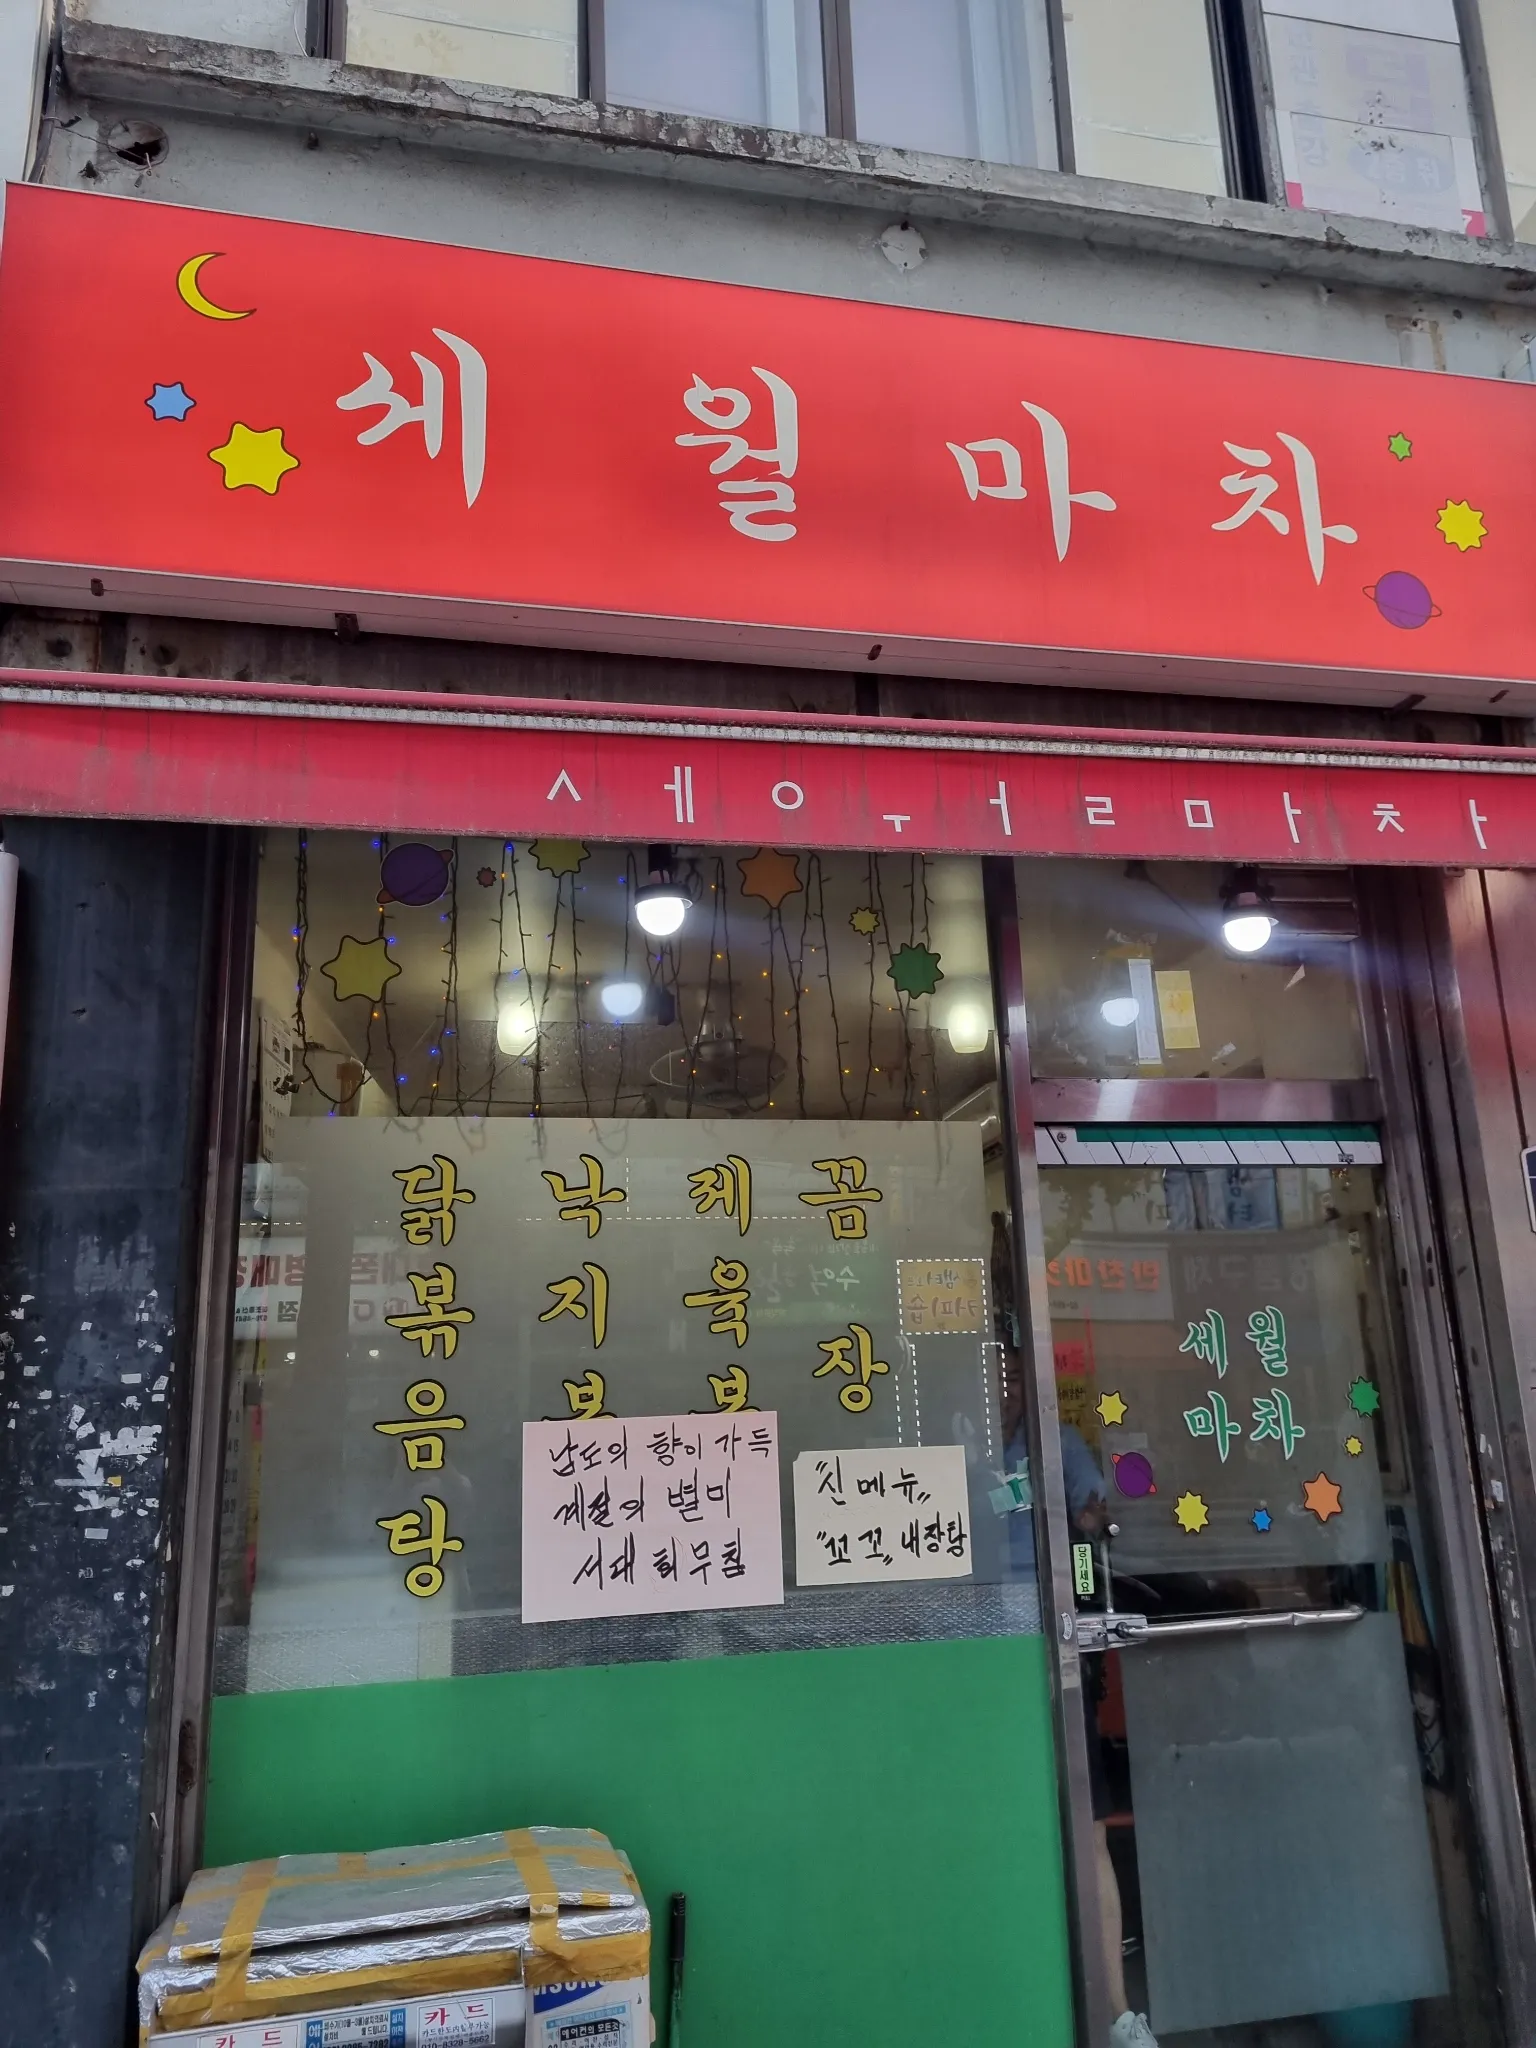 세월마차
ㅅㅔㅇㅜㅓㄹㅁㅏㅊㅏ
닭볶음탕
낙지볶
제육볶
꼼장
남도의 향이 가득
계절의 별미
서대 회무침
"신메뉴"
"꼬꼬" 내장탕
세월
마차
당기세요
PULL
카드
카드